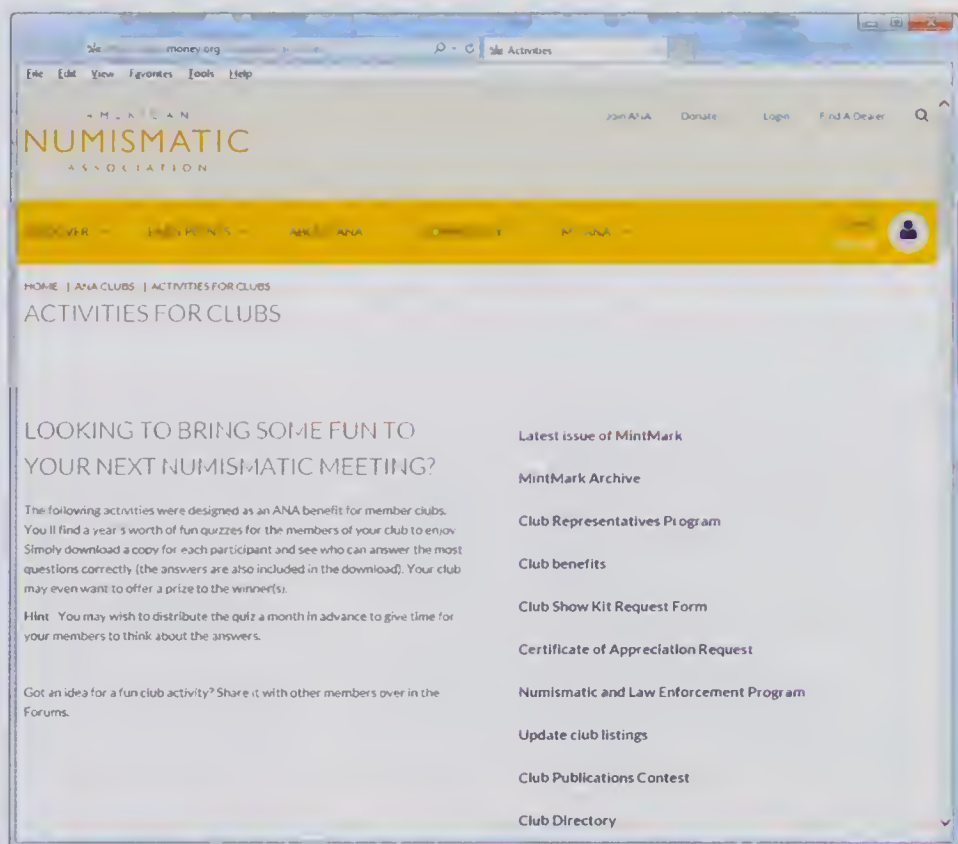 money.org
Activities
File Edit View Favorites Tools Help
AMERICAN
NUMISMATIC
ASSOCIATION
Join ANA Donate Login Find A Dealer
ABOUT ANA
HOME | ANA CLUBS | ACTIVITIES FOR CLUBS
ACTIVITIES FOR CLUBS
LOOKING TO BRING SOME FUN TO
YOUR NEXT NUMISMATIC MEETING?
The following activities were designed as an ANA benefit for member clubs.
You ll find a year s worth of fun quizzes for the members of your club to enjoy
Simply download a copy for each participant and see who can answer the most
questions correctly (the answers are also included in the download). Your club
may even want to offer a prize to the winner(s).
Hint You may wish to distribute the quiz a month in advance to give time for
your members to think about the answers.
Got an idea for a fun club activity? Share it with other members over in the
Forums.
Latest issue of MintMark
MintMark Archive
Club Representatives Program
Club benefits
Club Show Kit Request Form
Certificate of Appreciation Request
Numismatic and Law Enforcement Program
Update club listings
Club Publications Contest
Club Directory